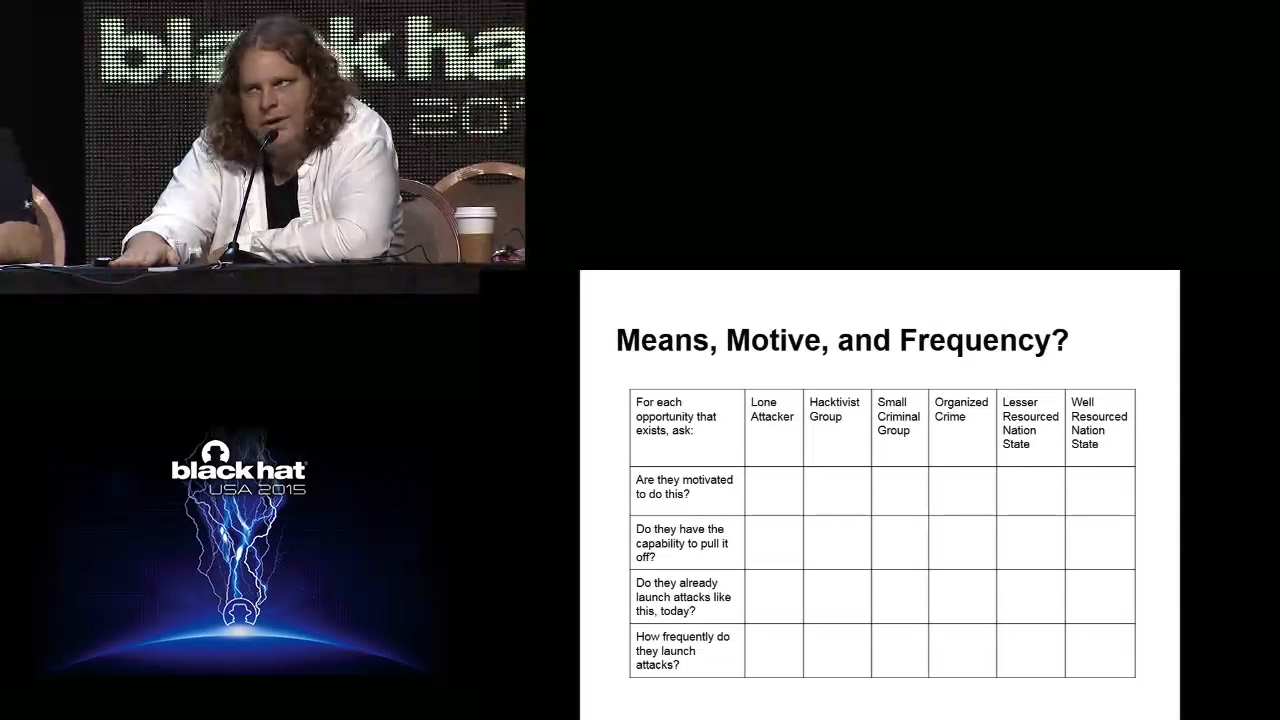 black ha
201
Means, Motive, and Frequency?
For each
opportunity that
exists, ask:
Lone
Attacker
Hacktivist
Group
Small
Criminal
Group
Organized
Crime
Lesser
Resourced
Nation
State
Well
Resourced
Nation
State
Are they motivated
to do this?
Do they have the
capability to pull it
off?
Do they already
launch attacks like
this, today?
How frequently do
they launch
attacks?
black hat
USA 2015